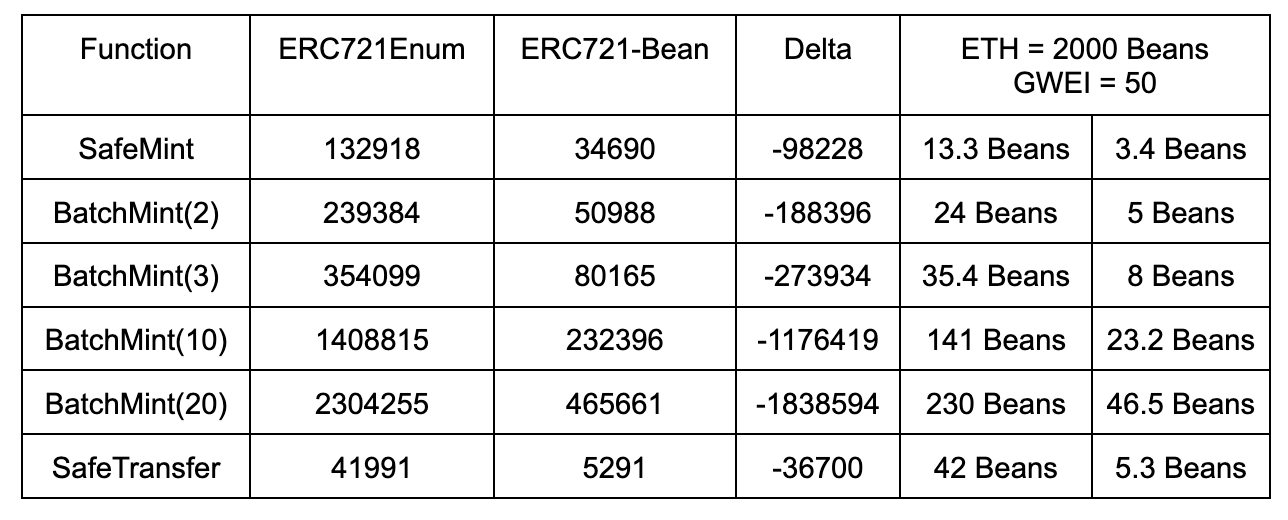 Function ERC721Enum ERC721-Bean Delta ETH = 2000 Beans
GWEI = 50
SafeMint 132918 34690 -98228 13.3 Beans 3.4 Beans
BatchMint(2) 239384 50988 -188396 24 Beans 5 Beans
BatchMint(3) 354099 80165 -273934 35.4 Beans 8 Beans
BatchMint(10) 1408815 232396 -1176419 141 Beans 23.2 Beans
BatchMint(20) 2304255 465661 -1838594 230 Beans 46.5 Beans
SafeTransfer 41991 5291 -36700 42 Beans 5.3 Beans